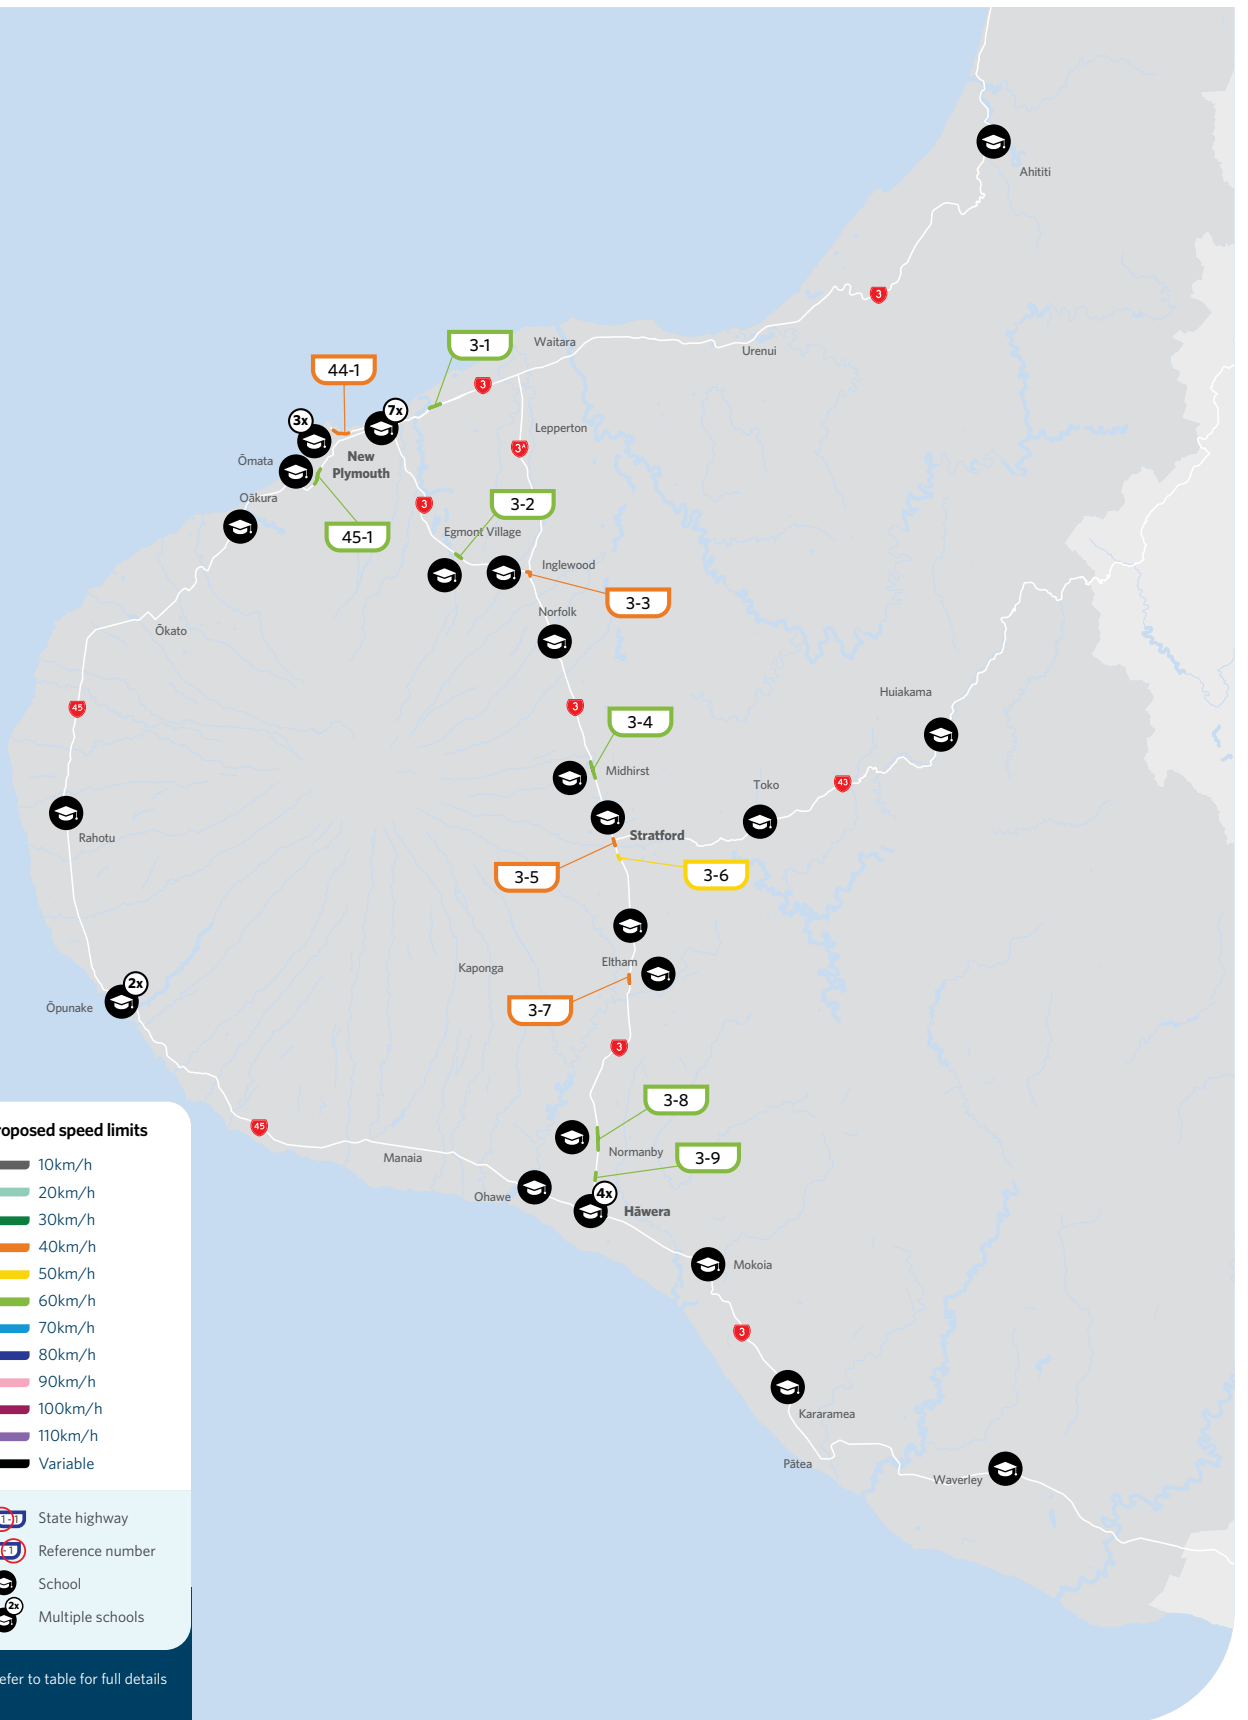 Ahititi
3
3-1
Waitara
Urenui
44-1
3
7x
3x
Lepperton
New
Plymouth
3A
Ōmata
Oākura
3
3-2
45-1
Egmont Village
Inglewood
3-3
Norfolk
Ōkato
45
3
Huiakama
3-4
Midhirst
Toko
43
Rahotu
Stratford
3-5
3-6
Kaponga
Eltham
2x
Ōpunake
3-7
3
3-8
45
Normanby
Manaia
3-9
Ohawe
4x
Hāwera
Mokoia
3
Kararamea
Pātea
Waverley
oposed speed limits
10km/h
20km/h
30km/h
40km/h
50km/h
60km/h
70km/h
80km/h
90km/h
100km/h
110km/h
Variable
1-1 State highway
-1 Reference number
School
2x
Multiple schools
efer to table for full details